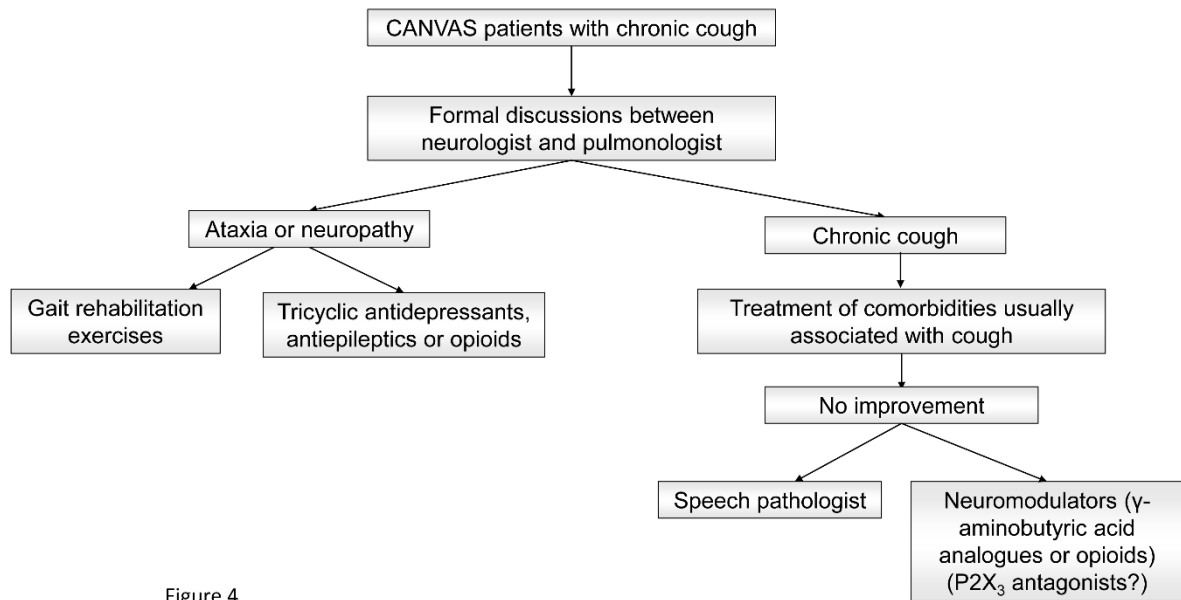 CANVAS patients with chronic cough
Formal discussions between
neurologist and pulmonologist
Ataxia or neuropathy
Chronic cough
Gait rehabilitation
exercises
Tricyclic antidepressants,
antiepileptics or opioids
Treatment of comorbidities usually
associated with cough
No improvement
Speech pathologist
Neuromodulators (γ-
aminobutyric acid
analogues or opioids)
(P2X₃ antagonists?)
Figure 4